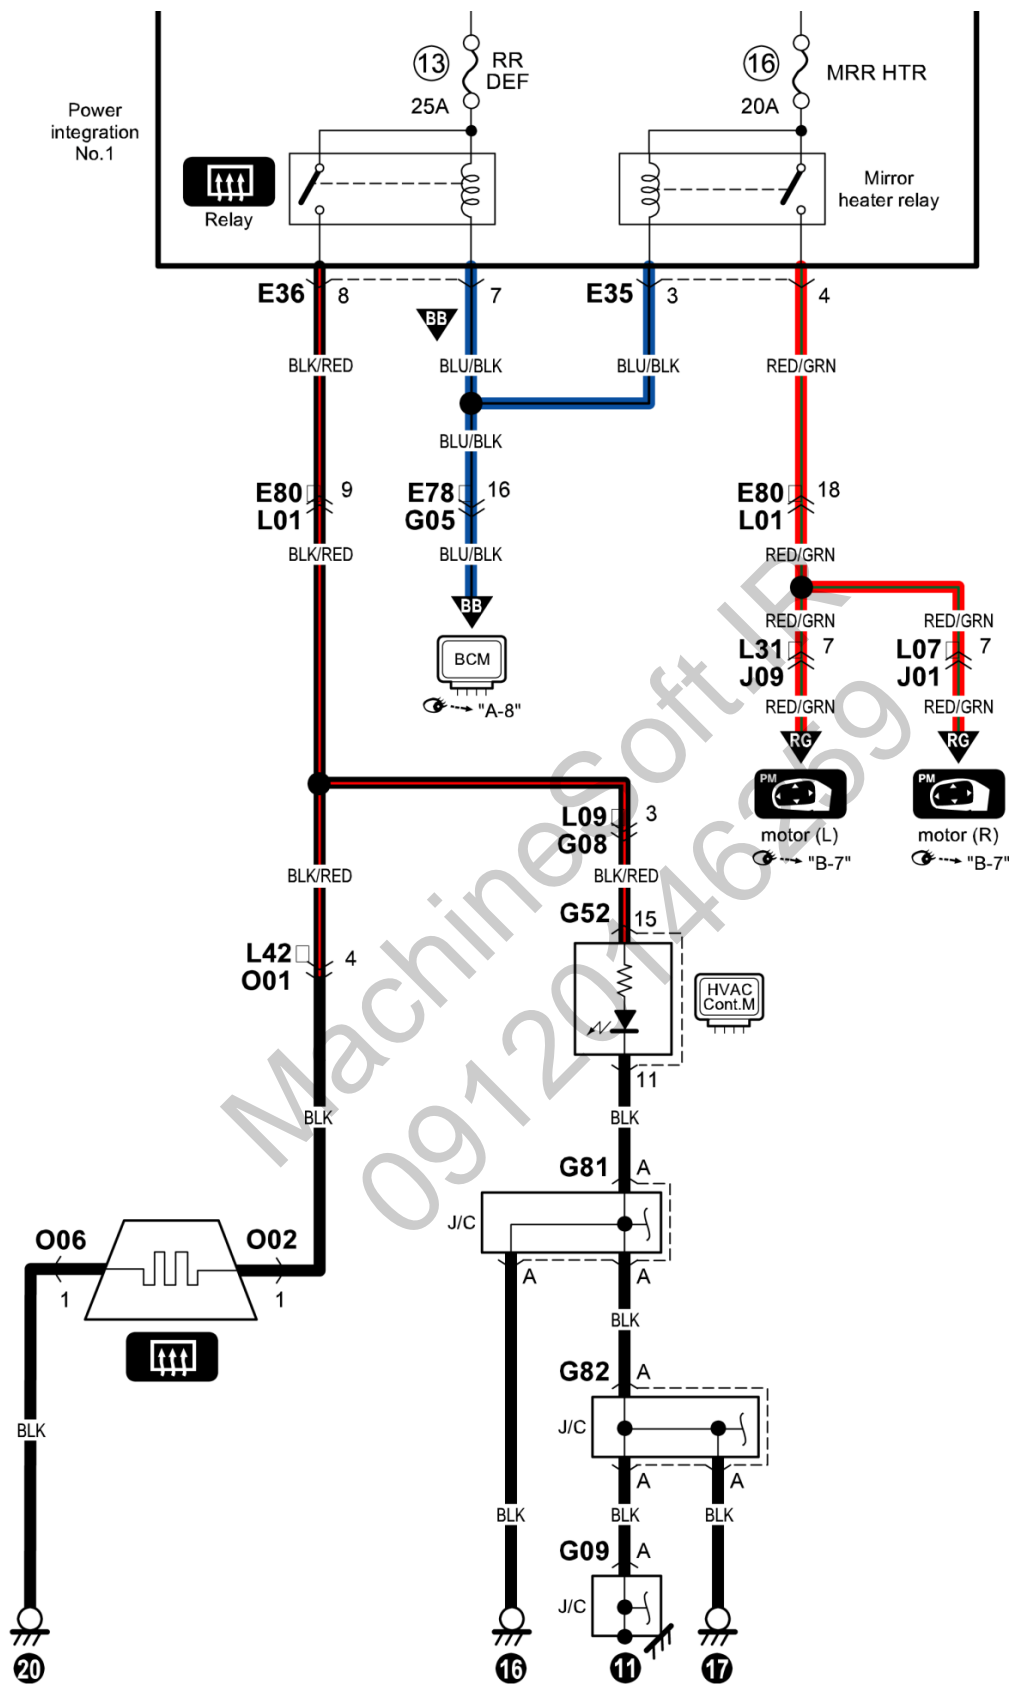 13 RR DEF 25A
16 MRR HTR 20A
Power
integration
No.1
Relay
Mirror
heater relay
E36 8 7 E35 3 4
BB
BLK/RED BLU/BLK BLU/BLK RED/GRN
BLU/BLK
E80 9 E78 16 E80 18
L01 G05 L01
BLK/RED BLU/BLK RED/GRN
BB
BCM
"A-8"
RED/GRN RED/GRN
L31 7 L07 7
J09 J01
RED/GRN RED/GRN
RG RG
PM PM
motor (L) motor (R)
"B-7" "B-7"
L09 3
G08
BLK/RED BLK/RED
G52 15
L42 4
O01
HVAC
Cont.M
11
BLK BLK
G81 A
J/C
A A
O06 O02
1 1
BLK
G82 A
J/C
A A
BLK
BLK BLK BLK
G09 A
J/C
20 16 11 17
MachineSoft.IR
09120146259